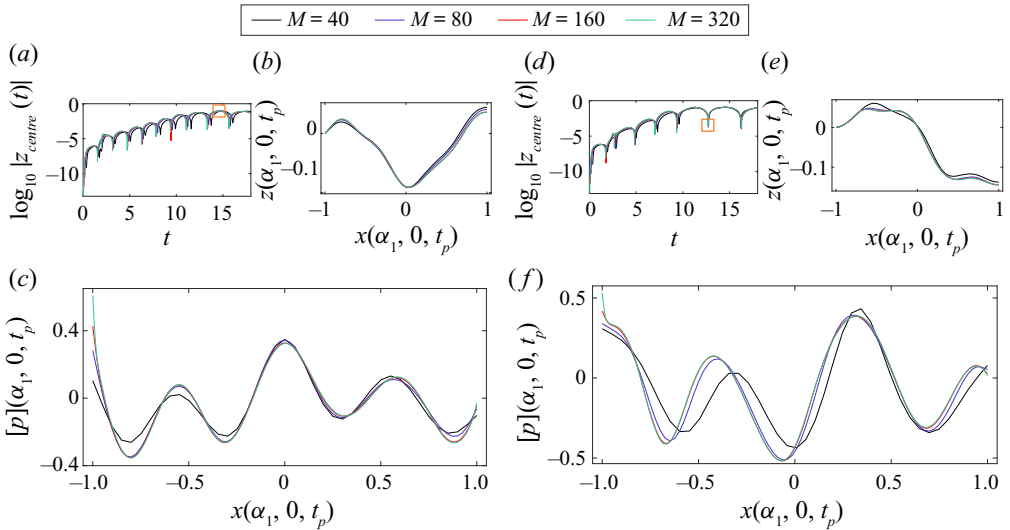 M = 40 M = 80 M = 160 M = 320
(a)
log10 |zcentre (t)|
0
−5
−10
0 5 10 15
t
(b)
z(α1, 0, tp)
0
−0.1
−1 0 1
x(α1, 0, tp)
(d)
log10 |zcentre (t)|
0
−5
−10
0 5 10 15
t
(e)
z(α1, 0, tp)
0
−0.1
−1 0 1
x(α1, 0, tp)
(c)
[p](α1, 0, tp)
0.4
0
−0.4
−1.0 −0.5 0 0.5 1.0
x(α1, 0, tp)
(f)
[p](α1, 0, tp)
0.5
0
−0.5
−1.0 −0.5 0 0.5 1.0
x(α1, 0, tp)